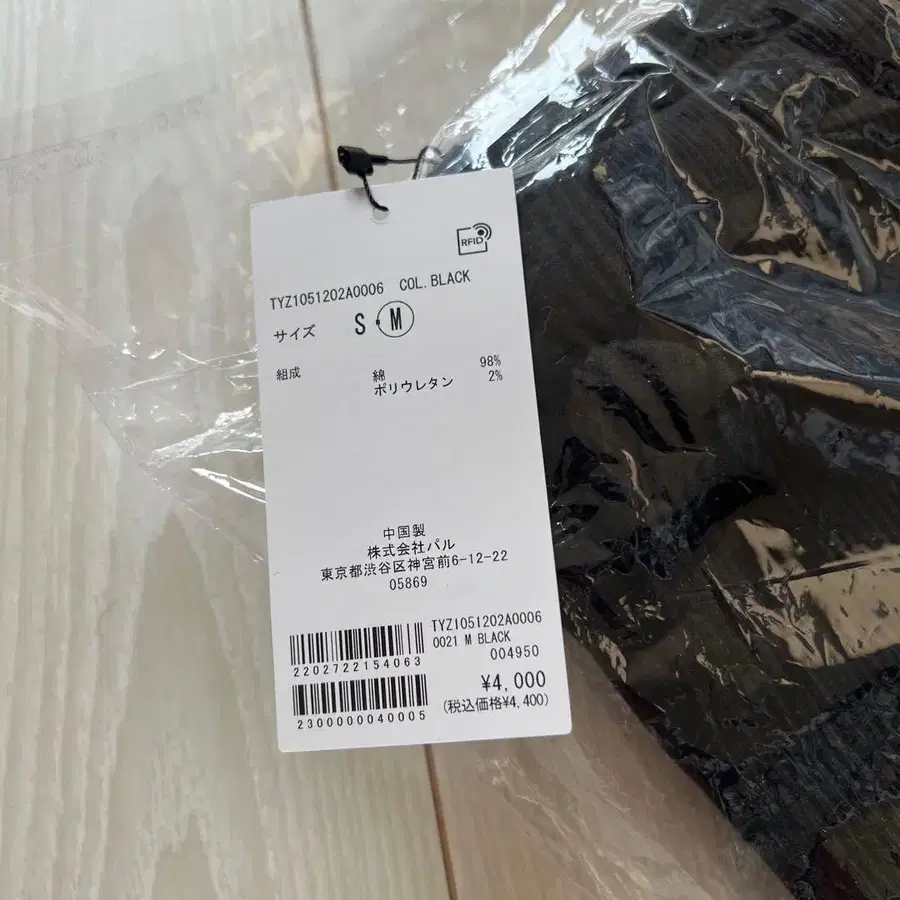 RFID
TYZ1051202A0006 COL.BLACK
サイズ S M
組成 綿 98%
ポリウレタン 2%
中国製
株式会社パル
東京都渋谷区神宮前6-12-22
05869
TYZ1051202A0006
0021 M BLACK
004950
2202722154063
¥4,000
(税込価格¥4,400)
2300000040005